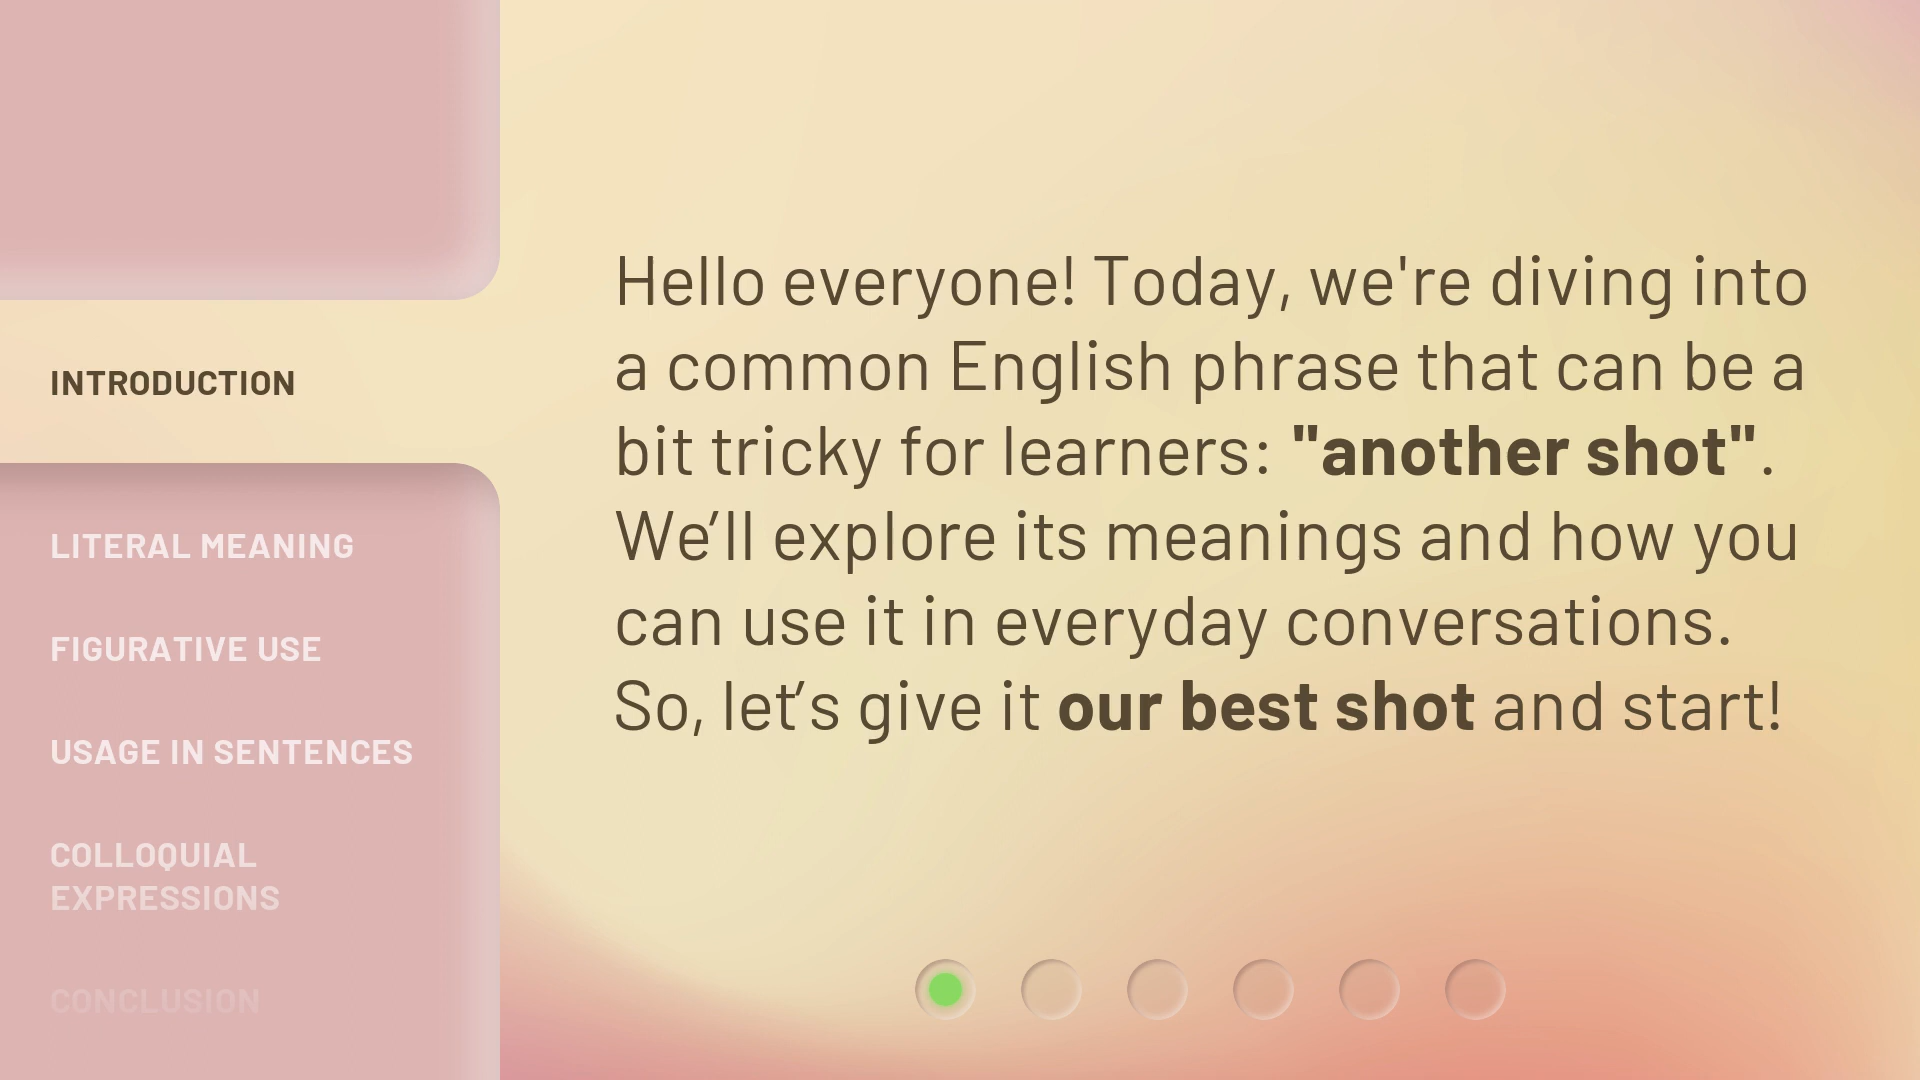 INTRODUCTION
LITERAL MEANING
FIGURATIVE USE
USAGE IN SENTENCES
COLLOQUIAL
EXPRESSIONS
CONCLUSION
Hello everyone! Today, we're diving into
a common English phrase that can be a
bit tricky for learners: "another shot".
We’ll explore its meanings and how you
can use it in everyday conversations.
So, let’s give it our best shot and start!